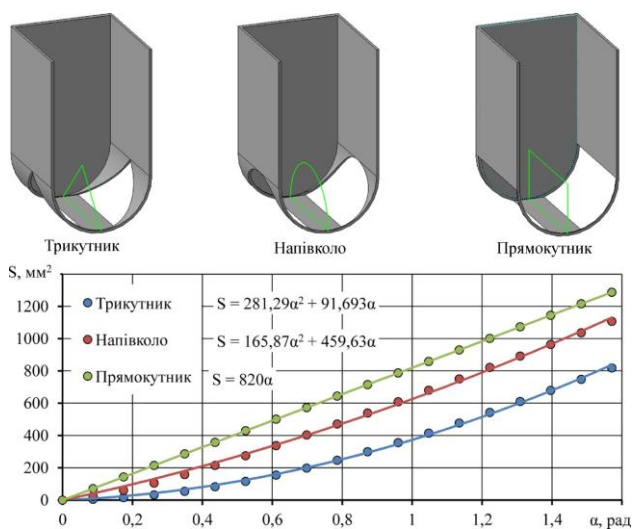 Трикутник
Напівколо
Прямокутник
S, мм²
1200
1000
800
600
400
200
0
Трикутник S = 281,29α² + 91,693α
Напівколо S = 165,87α² + 459,63α
Прямокутник S = 820α
0 0,2 0,4 0,6 0,8 1 1,2 1,4 α, рад